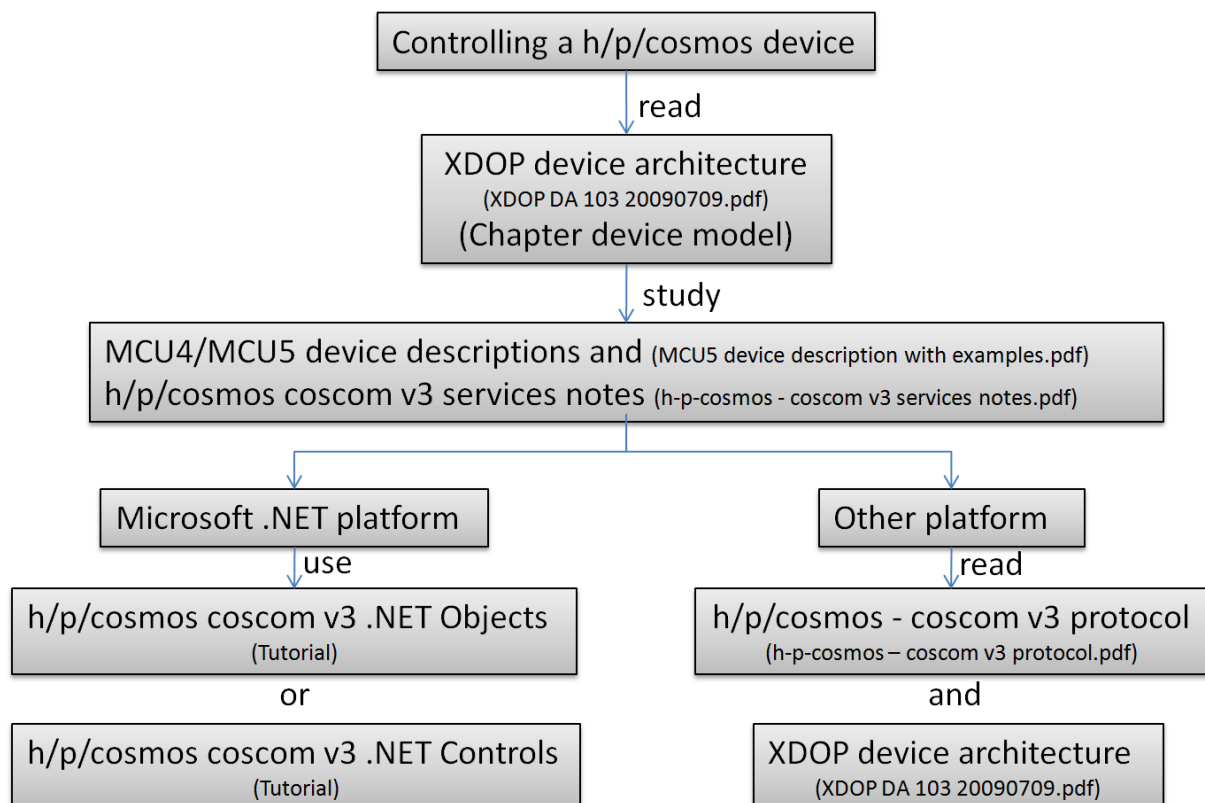 Controlling a h/p/cosmos device
read
XDOP device architecture
(XDOP DA 103 20090709.pdf)
(Chapter device model)
study
MCU4/MCU5 device descriptions and (MCU5 device description with examples.pdf)
h/p/cosmos coscom v3 services notes (h-p-cosmos - coscom v3 services notes.pdf)
Microsoft .NET platform
use
h/p/cosmos coscom v3 .NET Objects
(Tutorial)
or
h/p/cosmos coscom v3 .NET Controls
(Tutorial)
Other platform
read
h/p/cosmos - coscom v3 protocol
(h-p-cosmos – coscom v3 protocol.pdf)
and
XDOP device architecture
(XDOP DA 103 20090709.pdf)